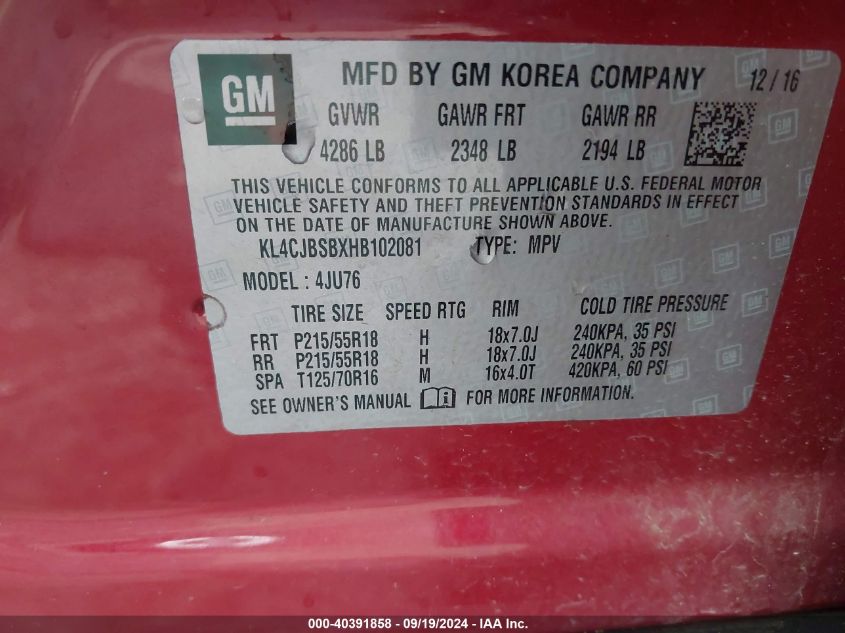 GM
MFD BY GM KOREA COMPANY 12 / 16
GVWR GAWR FRT GAWR RR
4286 LB 2348 LB 2194 LB
THIS VEHICLE CONFORMS TO ALL APPLICABLE U.S. FEDERAL MOTOR
VEHICLE SAFETY AND THEFT PREVENTION STANDARDS IN EFFECT
ON THE DATE OF MANUFACTURE SHOWN ABOVE.
KL4CJBSBXHB102081 TYPE: MPV
MODEL : 4JU76
TIRE SIZE SPEED RTG RIM COLD TIRE PRESSURE
FRT P215/55R18 H 18x7.0J 240KPA, 35 PSI
RR P215/55R18 H 18x7.0J 240KPA, 35 PSI
SPA T125/70R16 M 16x4.0T 420KPA, 60 PSI
SEE OWNER'S MANUAL FOR MORE INFORMATION.
000-40391858 - 09/19/2024 - IAA Inc.